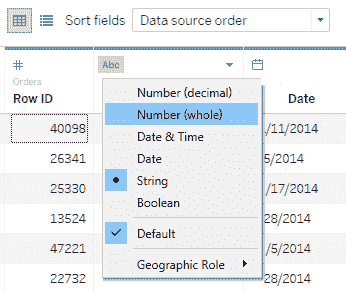 Sort fields Data source order
# Abc
Orders
Row ID Date
Number (decimal)
Number (whole)
Date & Time
Date
String
Boolean
Default
Geographic Role
40098 /11/2014
26341 5/2014
25330 /17/2014
13524 28/2014
47221 /5/2014
22732 28/2014